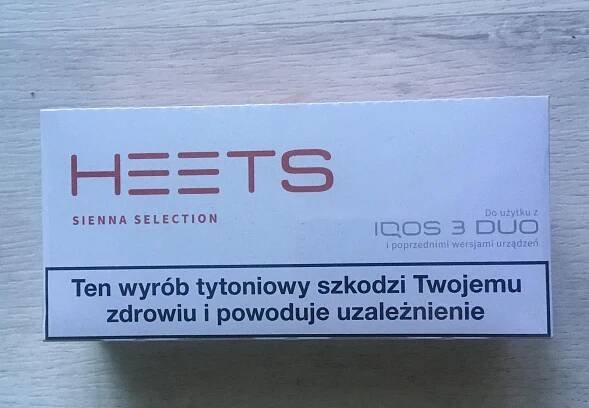 HEETS
SIENNA SELECTION
Do użytku z
IQOS 3 DUO
i poprzednimi wersjami urządzeń
Ten wyrób tytoniowy szkodzi Twojemu
zdrowiu i powoduje uzależnienie